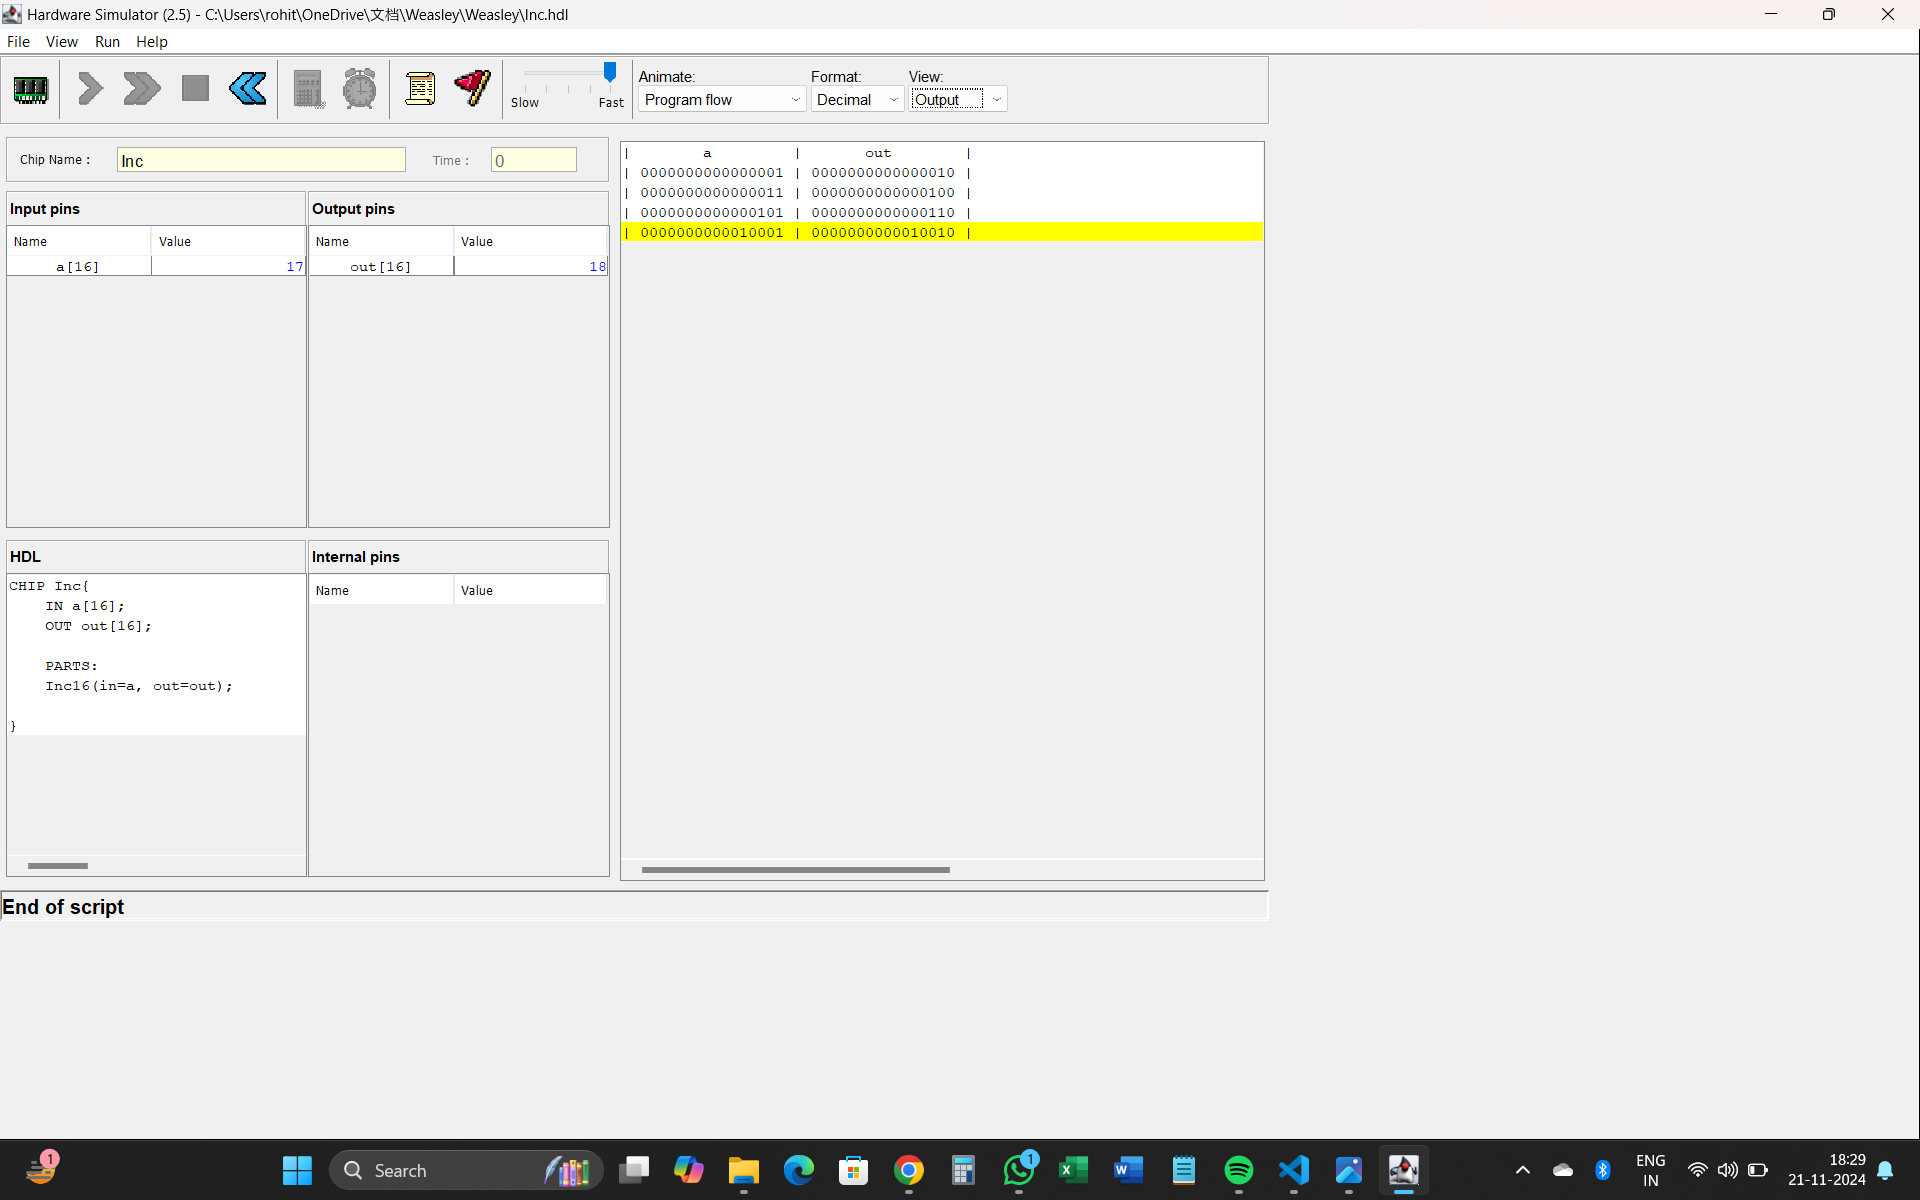 Hardware Simulator (2.5) - C:\Users\rohit\OneDrive\文档\Weasley\Weasley\Inc.hdl
File View Run Help
Slow Fast
Animate: Format: View:
Program flow Decimal Output
Chip Name : Inc Time : 0
Input pins Output pins
Name Value Name Value
a[16] 17 out[16] 18
| a | out |
| 0000000000000001 | 0000000000000010 |
| 0000000000000011 | 0000000000000100 |
| 0000000000000101 | 0000000000000110 |
| 0000000000010001 | 0000000000010010 |
HDL
CHIP Inc{
IN a[16];
OUT out[16];
PARTS:
Inc16(in=a, out=out);
}
Internal pins
Name Value
End of script
1
Search
1
ENG
IN
18:29
21-11-2024